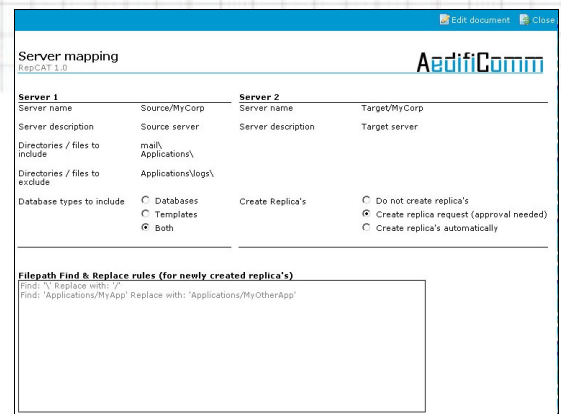 Edit document Close
Server mapping
RepCAT 1.0
AedifiComm
Server 1 Server 2
Server name Source/MyCorp Server name Target/MyCorp
Server description Source server Server description Target server
Directories / files to include mail\
Applications\
Directories / files to exclude Applications\logs\
Database types to include Databases Create Replica's Do not create replica's
Templates Create replica request (approval needed)
Both Create replica's automatically
Filepath Find & Replace rules (for newly created replica's)
Find: '\' Replace with: '/'
Find: 'Applications/MyApp' Replace with: 'Applications/MyOtherApp'